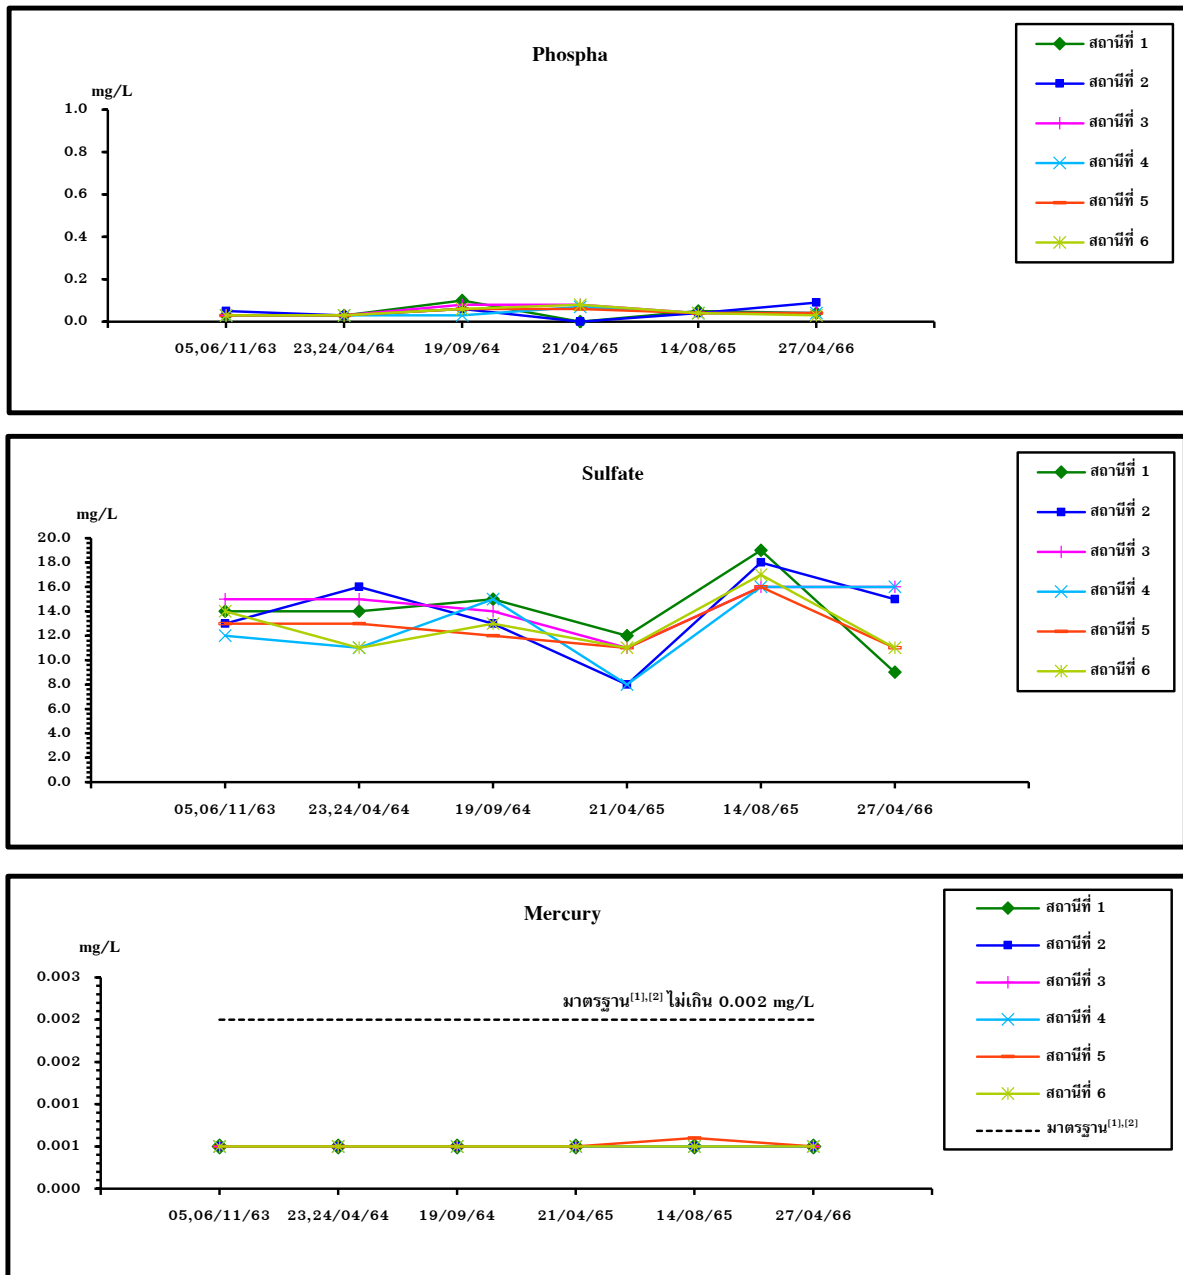 Phospha
mg/L
1.0
0.8
0.6
0.4
0.2
0.0
05,06/11/63 23,24/04/64 19/09/64 21/04/65 14/08/65 27/04/66
สถานีที่ 1
สถานีที่ 2
สถานีที่ 3
สถานีที่ 4
สถานีที่ 5
สถานีที่ 6
Sulfate
mg/L
20.0
18.0
16.0
14.0
12.0
10.0
8.0
6.0
4.0
2.0
0.0
05,06/11/63 23,24/04/64 19/09/64 21/04/65 14/08/65 27/04/66
สถานีที่ 1
สถานีที่ 2
สถานีที่ 3
สถานีที่ 4
สถานีที่ 5
สถานีที่ 6
Mercury
mg/L
0.003
0.002
0.002
0.001
0.001
0.000
มาตรฐาน[1],[2] ไม่เกิน 0.002 mg/L
05,06/11/63 23,24/04/64 19/09/64 21/04/65 14/08/65 27/04/66
สถานีที่ 1
สถานีที่ 2
สถานีที่ 3
สถานีที่ 4
สถานีที่ 5
สถานีที่ 6
มาตรฐาน[1],[2]